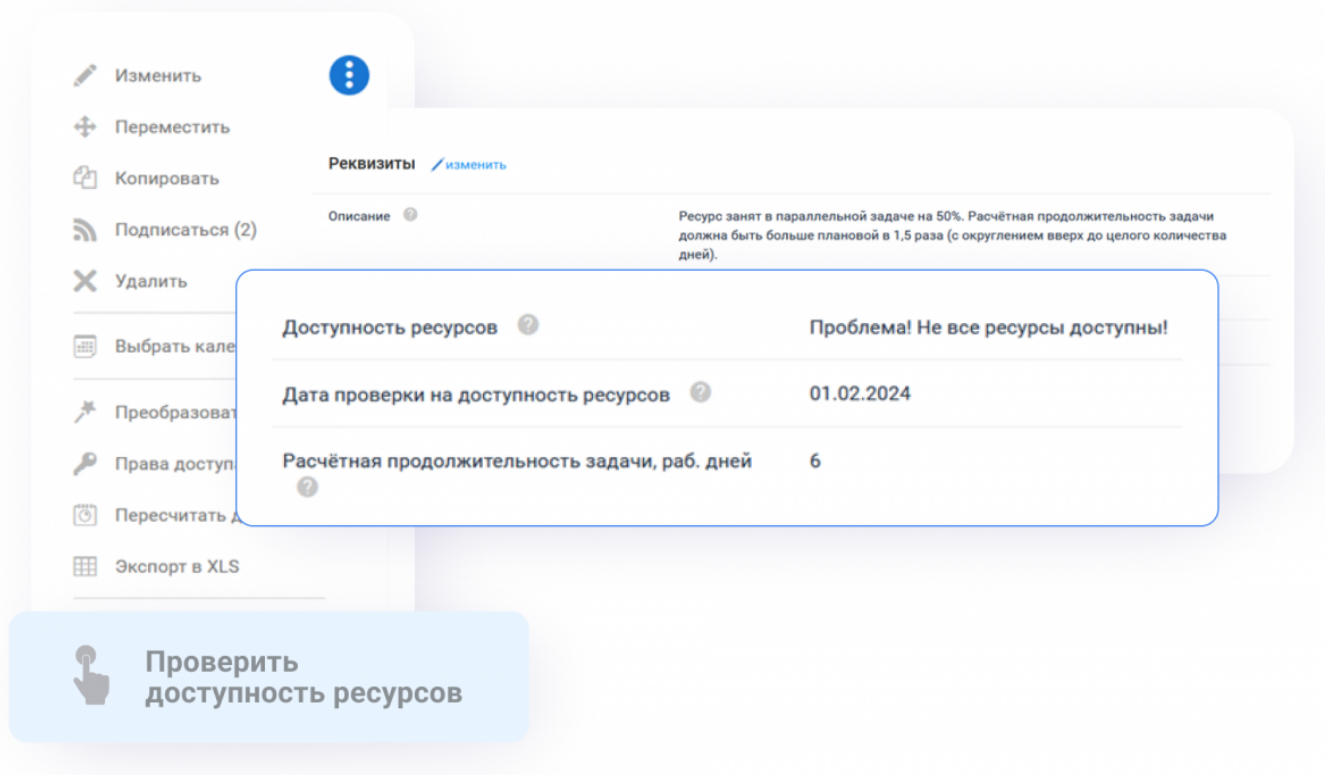 Изменить
Переместить
Копировать
Подписаться (2)
Удалить
Выбрать
Права
Пересчитать
Экспорт в XLS
Проверить
доступность ресурсов
Реквизиты изменить
Описание
Ресурс занят в параллельной задаче на 50%. Расчётная продолжительность задачи
должна быть больше плановой в 1,5 раза (с округлением вверх до целого количества
дней).
Доступность ресурсов
Проблема! Не все ресурсы доступны!
Дата проверки на доступность ресурсов
01.02.2024
Расчётная продолжительность задачи, раб. дней
6